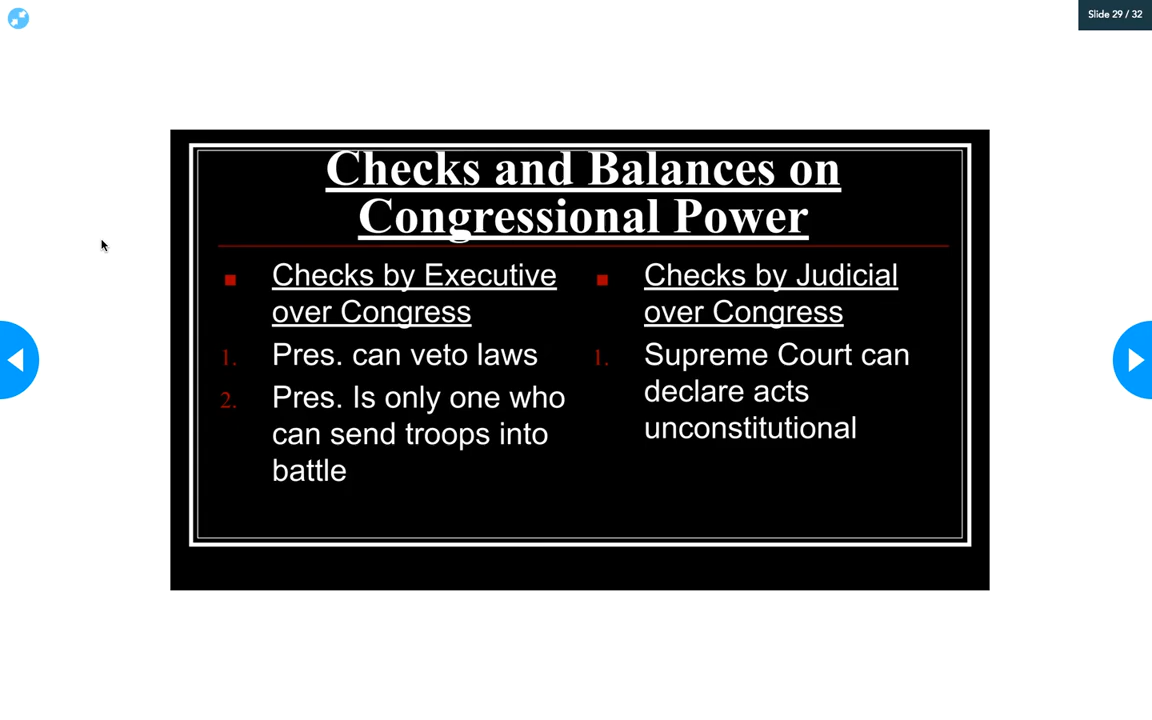 Slide 29 / 32
Checks and Balances on
Congressional Power
■ Checks by Executive
over Congress
1. Pres. can veto laws
2. Pres. Is only one who
can send troops into
battle
■ Checks by Judicial
over Congress
1. Supreme Court can
declare acts
unconstitutional